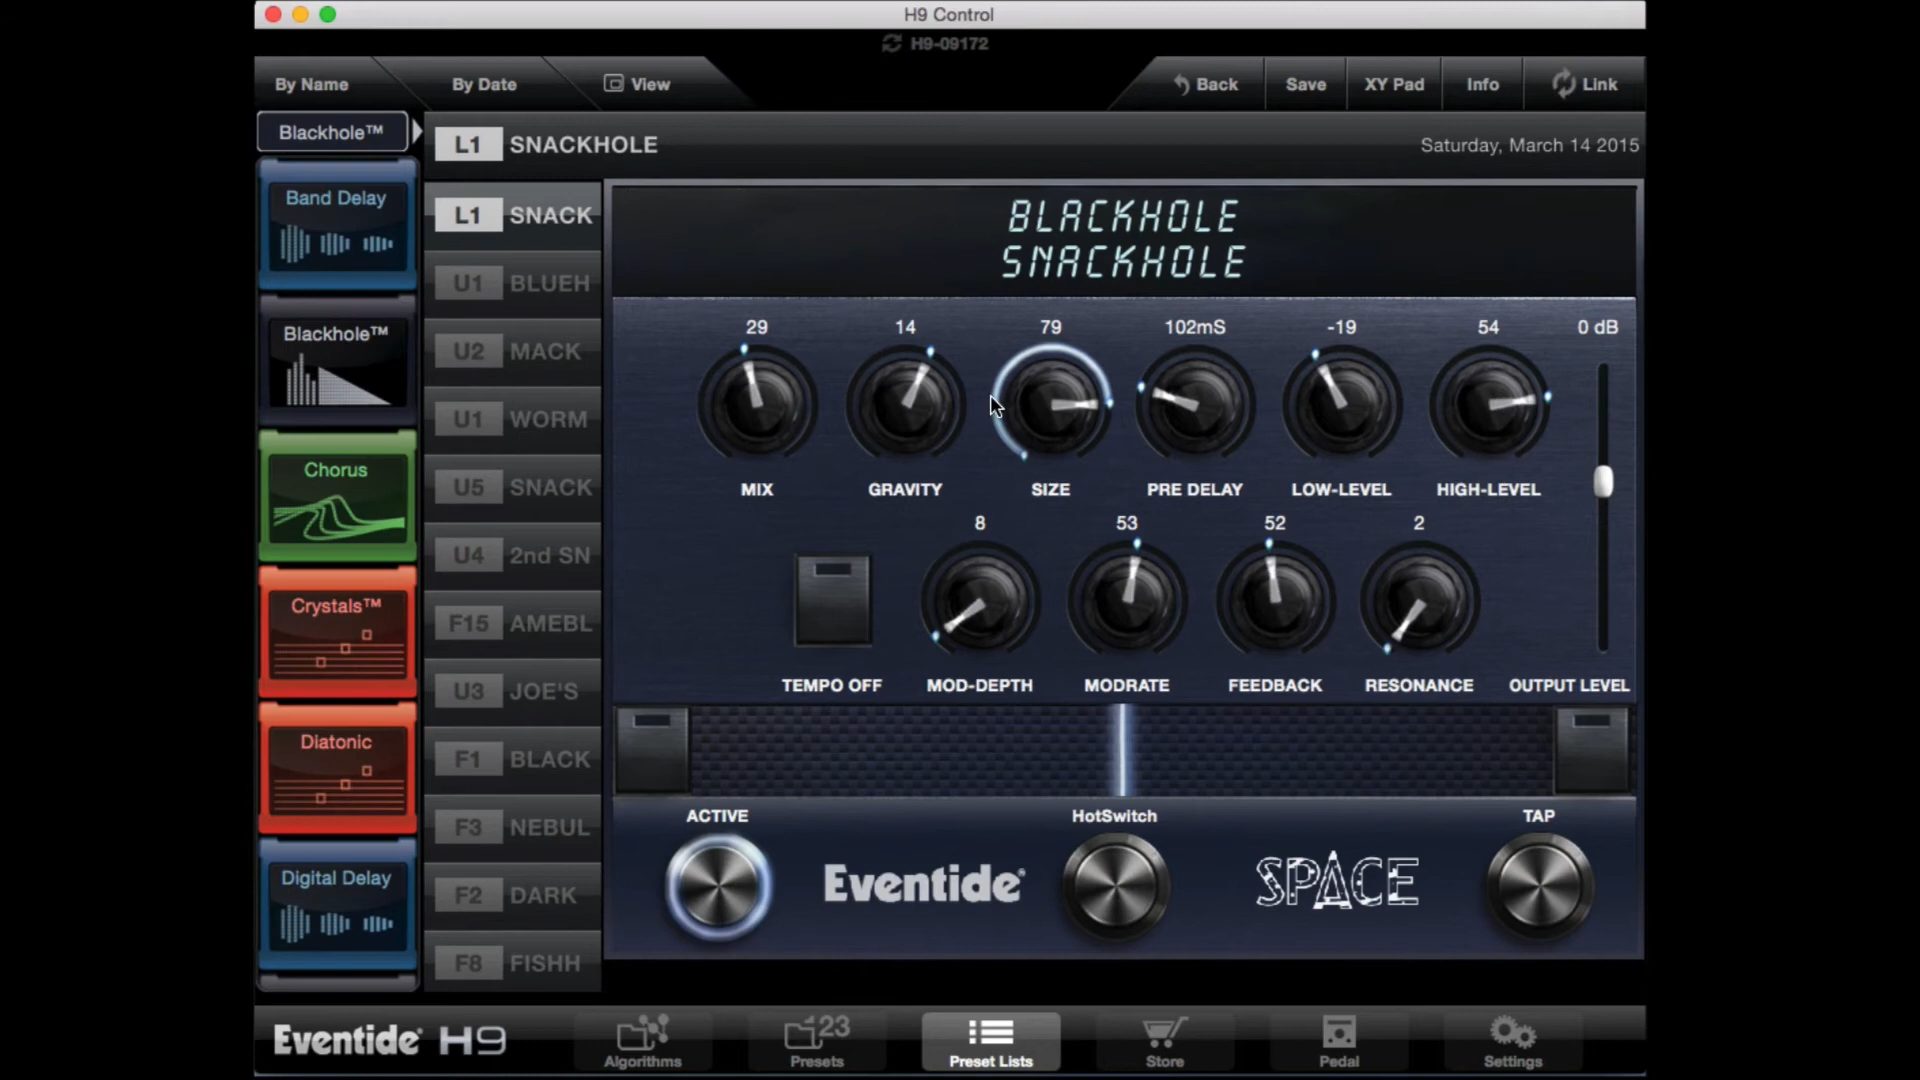 H9 Control
H9-09172
By Name
By Date
View
Back
Save
XY Pad
Info
Link
Blackhole™
L1 SNACKHOLE
Saturday, March 14 2015
Band Delay
Blackhole™
Chorus
Crystals™
Diatonic
Digital Delay
L1 SNACK
U1 BLUEH
U2 MACK
U1 WORM
U5 SNACK
U4 2nd SN
F15 AMEBL
U3 JOE'S
F1 BLACK
F3 NEBUL
F2 DARK
F8 FISHH
BLACKHOLE
SNACKHOLE
29 14 79 102mS -19 54 0 dB
MIX GRAVITY SIZE PRE DELAY LOW-LEVEL HIGH-LEVEL
8 53 52 2
TEMPO OFF MOD-DEPTH MODRATE FEEDBACK RESONANCE OUTPUT LEVEL
ACTIVE HotSwitch TAP
Eventide® SPACE
Eventide® H9
Algorithms
123
Presets
Preset Lists
Store
Pedal
Settings